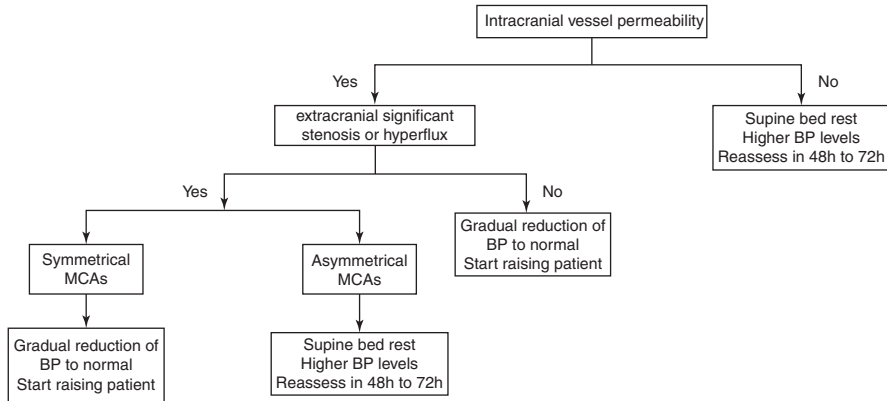 Intracranial vessel permeability
Yes
No
extracranial significant
stenosis or hyperflux
Supine bed rest
Higher BP levels
Reassess in 48h to 72h
Yes
No
Symmetrical
MCAs
Asymmetrical
MCAs
Gradual reduction of
BP to normal
Start raising patient
Gradual reduction of
BP to normal
Start raising patient
Supine bed rest
Higher BP levels
Reassess in 48h to 72h